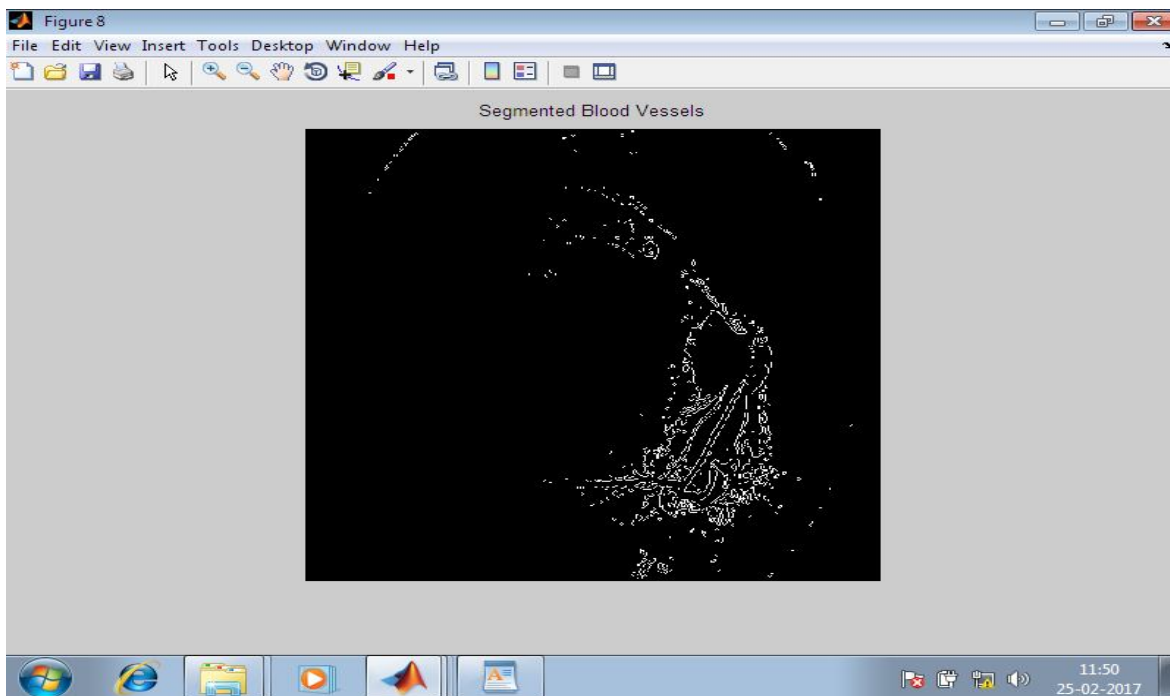 Figure 8
File Edit View Insert Tools Desktop Window Help
Segmented Blood Vessels
11:50
25-02-2017